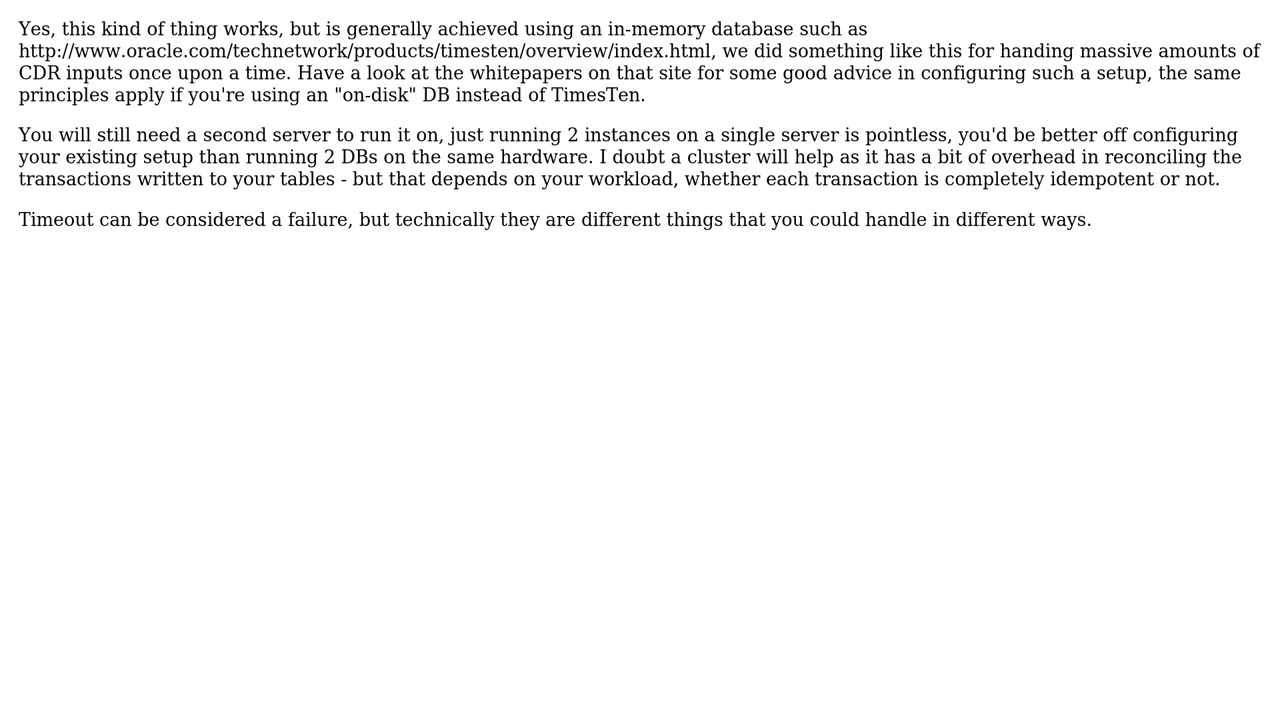 Yes, this kind of thing works, but is generally achieved using an in-memory database such as
http://www.oracle.com/technetwork/products/timesten/overview/index.html, we did something like this for handing massive amounts of
CDR inputs once upon a time. Have a look at the whitepapers on that site for some good advice in configuring such a setup, the same
principles apply if you're using an "on-disk" DB instead of TimesTen.
You will still need a second server to run it on, just running 2 instances on a single server is pointless, you'd be better off configuring
your existing setup than running 2 DBs on the same hardware. I doubt a cluster will help as it has a bit of overhead in reconciling the
transactions written to your tables - but that depends on your workload, whether each transaction is completely idempotent or not.
Timeout can be considered a failure, but technically they are different things that you could handle in different ways.